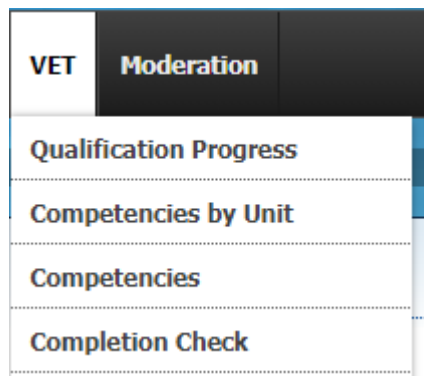 VET Moderation
Qualification Progress
Competencies by Unit
Competencies
Completion Check